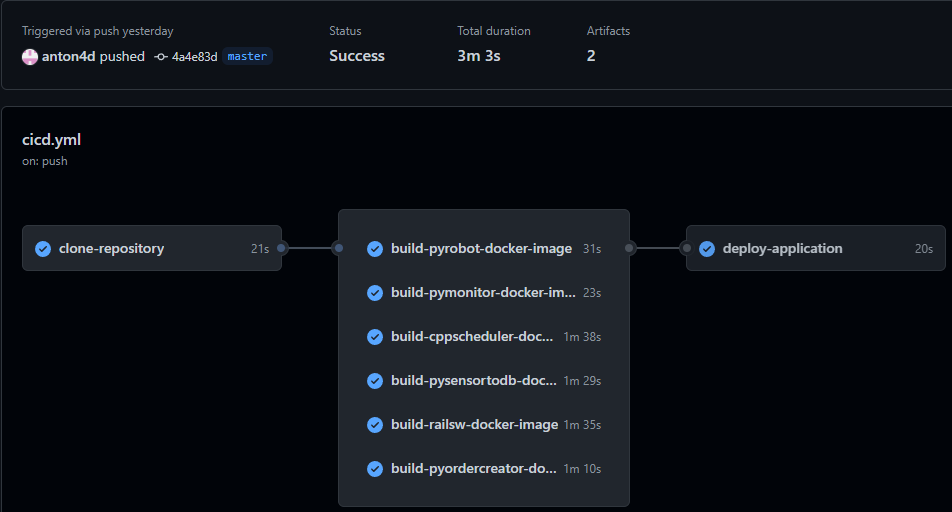 Triggered via push yesterday
Status
Total duration
Artifacts
anton4d pushed 4a4e83d master
Success
3m 3s
2
cicd.yml
on: push
clone-repository 21s
build-pyrobot-docker-image 31s
build-pymonitor-docker-im... 23s
build-cppscheduler-doc... 1m 38s
build-pysensortodb-doc... 1m 29s
build-railsw-docker-image 1m 35s
build-pyordercreator-do... 1m 10s
deploy-application 20s